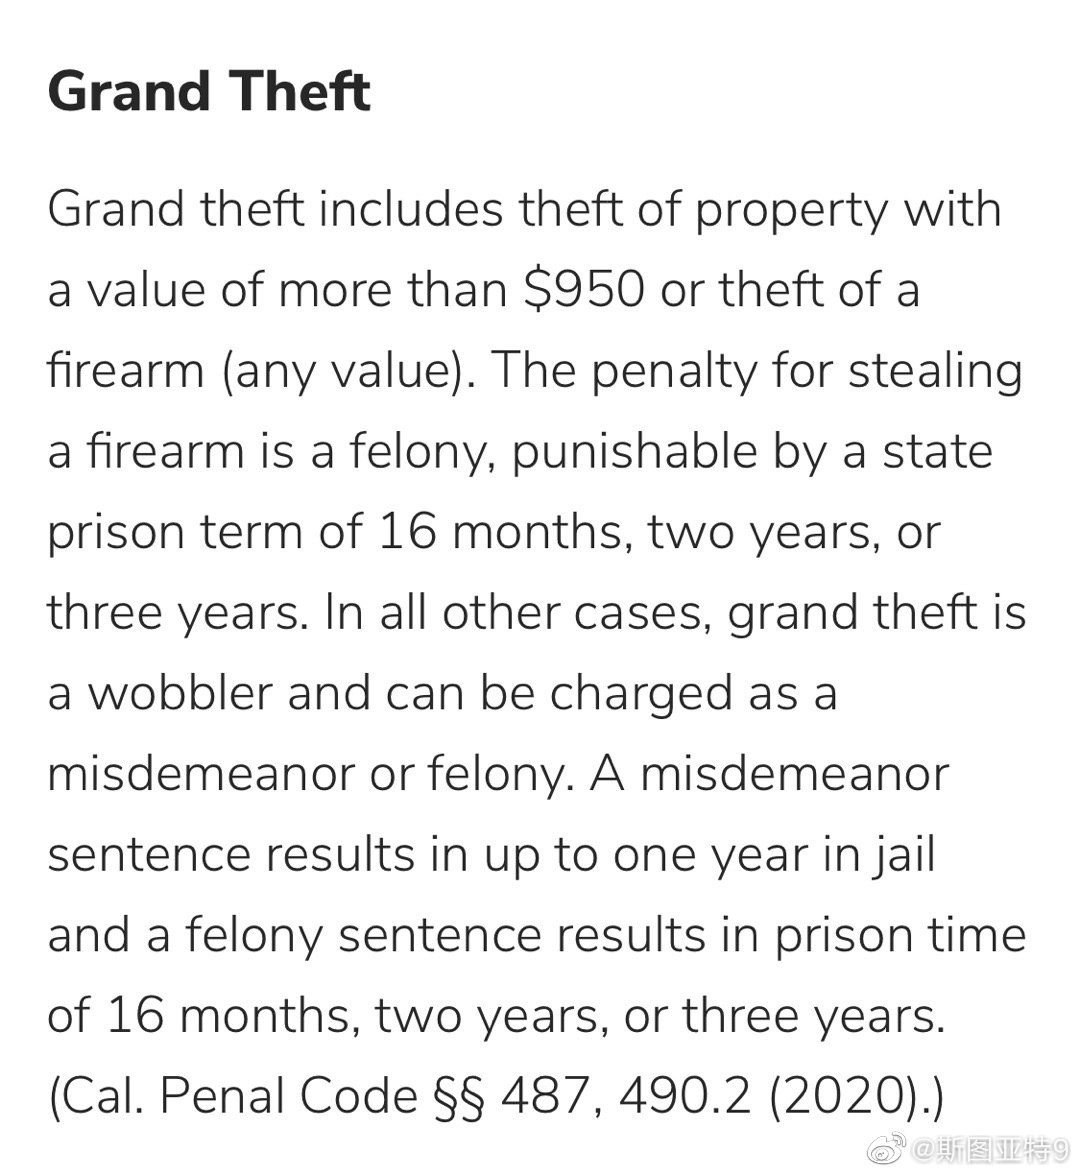 Grand Theft
Grand theft includes theft of property with
a value of more than $950 or theft of a
firearm (any value). The penalty for stealing
a firearm is a felony, punishable by a state
prison term of 16 months, two years, or
three years. In all other cases, grand theft is
a wobbler and can be charged as a
misdemeanor or felony. A misdemeanor
sentence results in up to one year in jail
and a felony sentence results in prison time
of 16 months, two years, or three years.
(Cal. Penal Code §§ 487, 490.2 (2020).)
@斯图亚特9